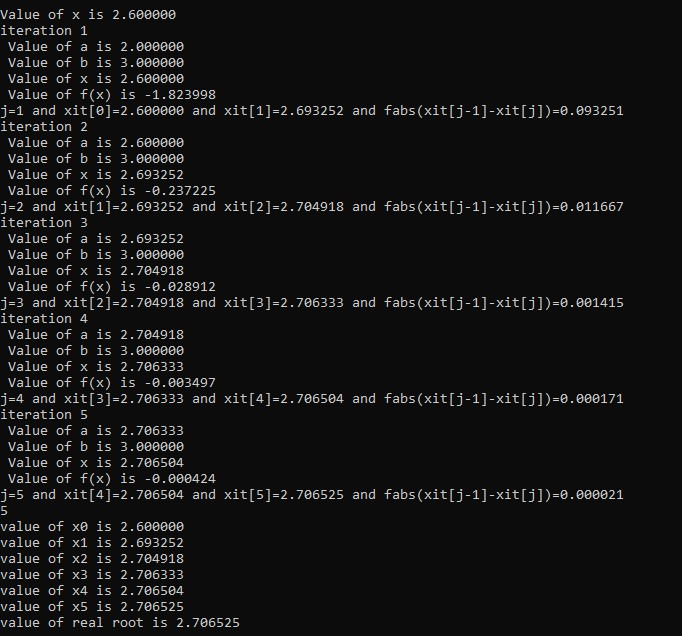 Value of x is 2.600000
iteration 1
 Value of a is 2.000000
 Value of b is 3.000000
 Value of x is 2.600000
 Value of f(x) is -1.823998
j=1 and xit[0]=2.600000 and xit[1]=2.693252 and fabs(xit[j-1]-xit[j])=0.093251
iteration 2
 Value of a is 2.600000
 Value of b is 3.000000
 Value of x is 2.693252
 Value of f(x) is -0.237225
j=2 and xit[1]=2.693252 and xit[2]=2.704918 and fabs(xit[j-1]-xit[j])=0.011667
iteration 3
 Value of a is 2.693252
 Value of b is 3.000000
 Value of x is 2.704918
 Value of f(x) is -0.028912
j=3 and xit[2]=2.704918 and xit[3]=2.706333 and fabs(xit[j-1]-xit[j])=0.001415
iteration 4
 Value of a is 2.704918
 Value of b is 3.000000
 Value of x is 2.706333
 Value of f(x) is -0.003497
j=4 and xit[3]=2.706333 and xit[4]=2.706504 and fabs(xit[j-1]-xit[j])=0.000171
iteration 5
 Value of a is 2.706333
 Value of b is 3.000000
 Value of x is 2.706504
 Value of f(x) is -0.000424
j=5 and xit[4]=2.706504 and xit[5]=2.706525 and fabs(xit[j-1]-xit[j])=0.000021
5
value of x0 is 2.600000
value of x1 is 2.693252
value of x2 is 2.704918
value of x3 is 2.706333
value of x4 is 2.706504
value of x5 is 2.706525
value of real root is 2.706525